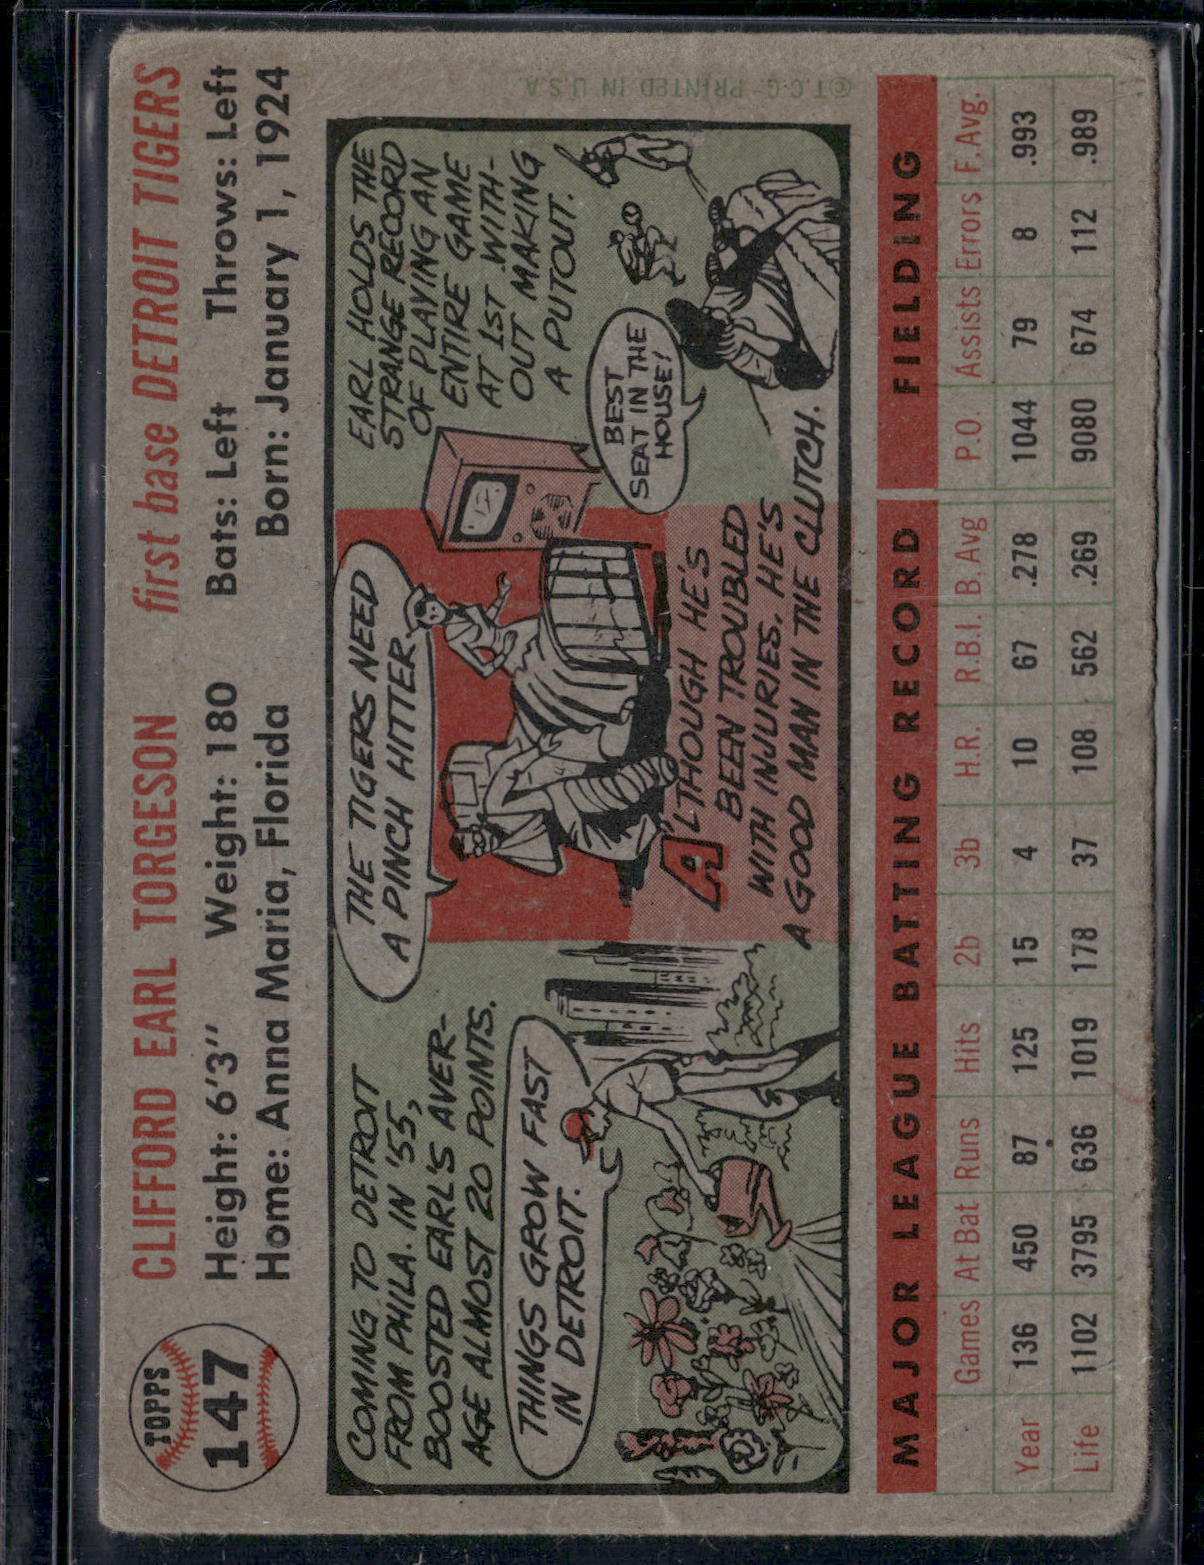 TOPPS
147
CLIFFORD EARL TORGESON first base DETROIT TIGERS
Height: 6'3" Weight: 180 Bats: Left Throws: Left
Home: Anna Maria, Florida Born: January 1, 1924
COMING TO DETROIT
FROM PHILA. IN '55,
BOOSTED EARL'S AVER-
AGE ALMOST 20 POINTS.
THINGS GROW FAST
IN DETROIT.
THE TIGERS NEED
A PINCH HITTER
ALTHOUGH HE'S
BEEN TROUBLED
WITH INJURIES, HE'S
A GOOD MAN IN THE CLUTCH.
EARL HOLDS THE
STRANGE RECORD
OF PLAYING AN
ENTIRE GAME
AT 1ST WITH-
OUT MAKING
A PUTOUT.
BEST
SEAT IN THE
HOUSE!
©T.C.G. PRINTED IN U.S.A.
MAJOR LEAGUE BATTING RECORD FIELDING
Games At Bat Runs Hits 2b 3b H.R. R.B.I. B. Avg P.O. Assists Errors F. Avg.
Year 136 450 87 125 15 4 10 67 .278 1044 79 8 .993
Life 1102 3795 636 1019 178 37 108 562 .269 9080 674 112 .989